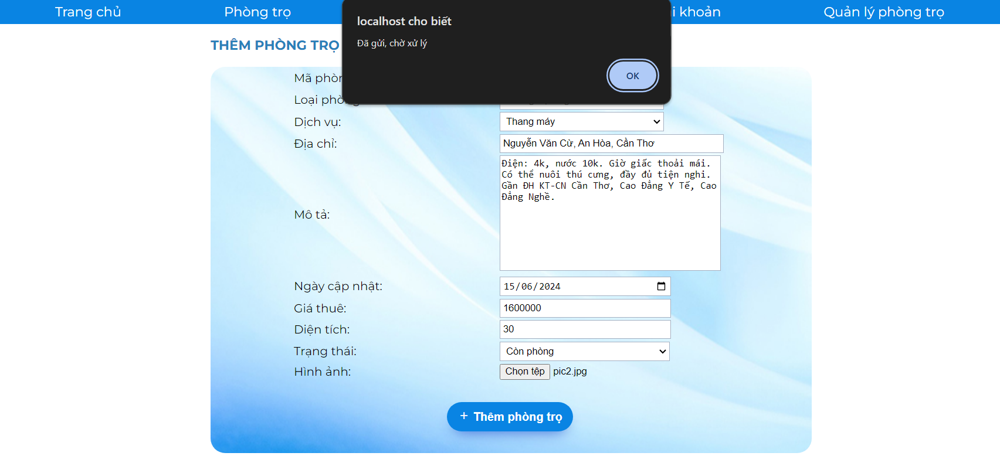 Trang chủ
Phòng trọ
i khoản
Quản lý phòng trọ
localhost cho biết
Đã gửi, chờ xử lý
OK
THÊM PHÒNG TRỌ
Mã phòn
Loại phòng
Dịch vụ:
Thang máy
Địa chỉ:
Nguyễn Văn Cừ, An Hòa, Cần Thơ
Mô tả:
Điện: 4k, nước 10k. Giờ giấc thoải mái.
Có thể nuôi thú cưng, đầy đủ tiện nghi.
Gần ĐH KT-CN Cần Thơ, Cao Đẳng Y Tế, Cao
Đẳng Nghề.
Ngày cập nhật:
15/06/2024
Giá thuê:
1600000
Diện tích:
30
Trạng thái:
Còn phòng
Hình ảnh:
Chọn tệp pic2.jpg
+ Thêm phòng trọ